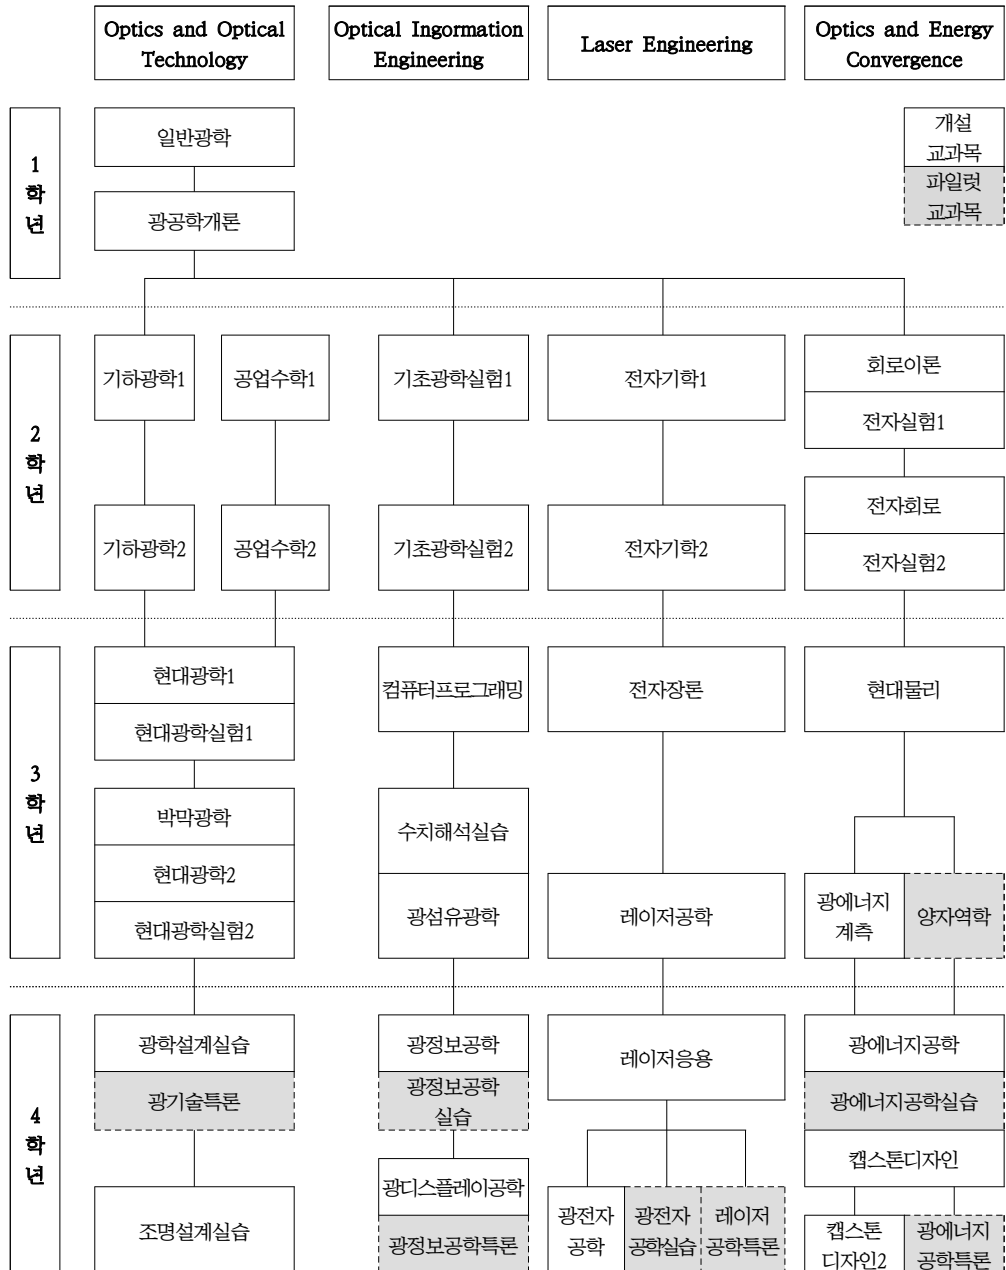 Optics and Optical
Technology
Optical Ingormation
Engineering
Laser Engineering
Optics and Energy
Convergence
1
학
년
일반광학
광공학개론
개설
교과목
파일럿
교과목
2
학
년
기하광학1
공업수학1
기초광학실험1
전자기학1
회로이론
전자실험1
기하광학2
공업수학2
기초광학실험2
전자기학2
전자회로
전자실험2
3
학
년
현대광학1
현대광학실험1
박막광학
현대광학2
현대광학실험2
컴퓨터프로그래밍
수치해석실습
광섬유광학
전자장론
레이저공학
현대물리
광에너지
계측
양자역학
4
학
년
광학설계실습
광기술특론
조명설계실습
광정보공학
광정보공학
실습
광디스플레이공학
광정보공학특론
레이저응용
광전자
공학
광전자
공학실습
레이저
공학특론
광에너지공학
광에너지공학실습
캡스톤디자인
캡스톤
디자인2
광에너지
공학특론